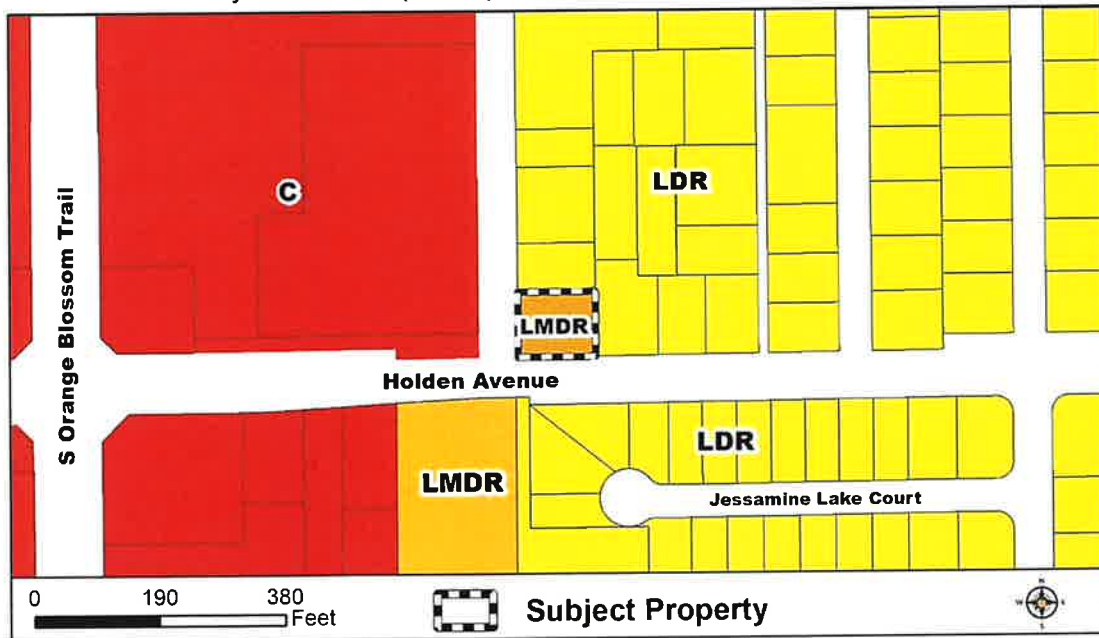 C
LDR
S Orange Blossom Trail
LMDR
Holden Avenue
LMDR
LDR
Jessamine Lake Court
0 190 380
Feet
Subject Property
N
W E
S